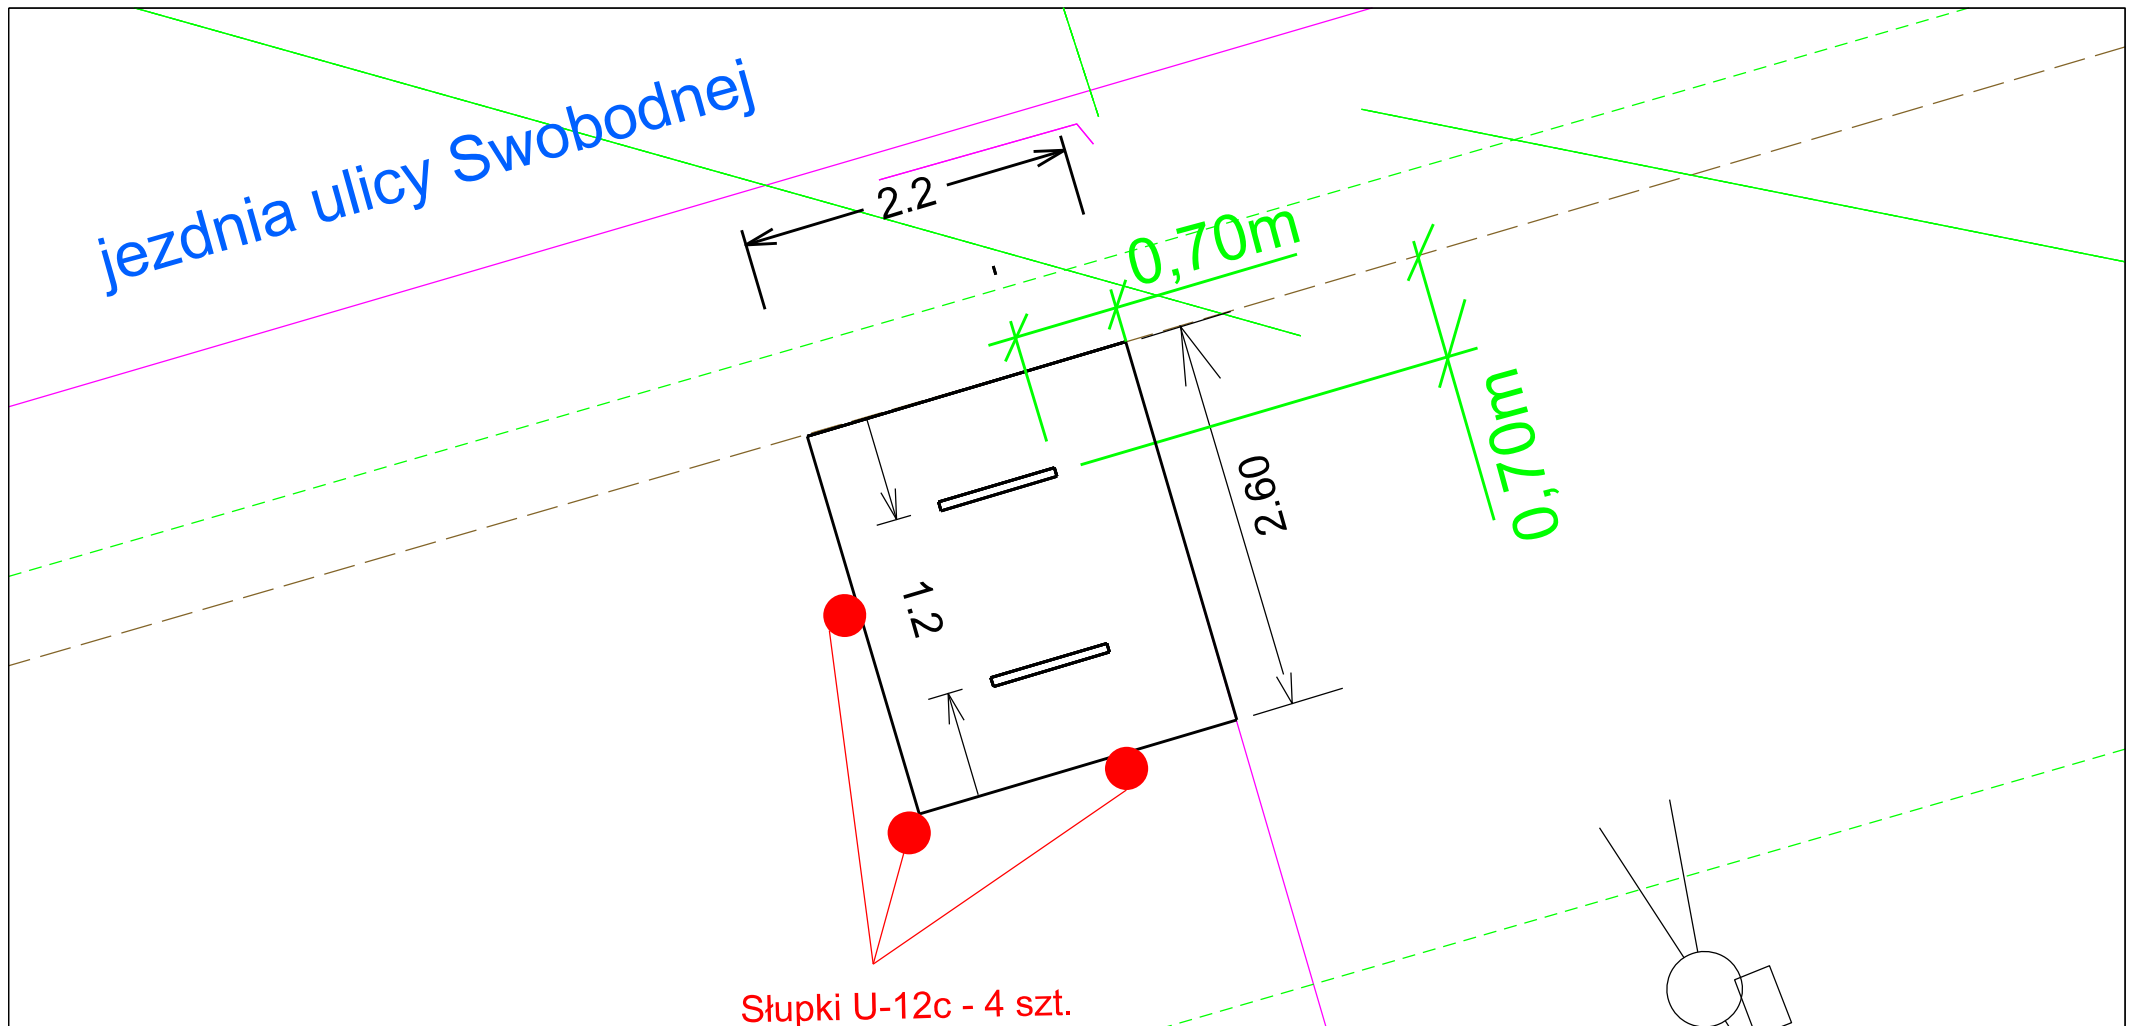 jezdnia ulicy Swobodnej
2.2
0,70m
0,70m
2.60
1.2
Słupki U-12c - 4 szt.